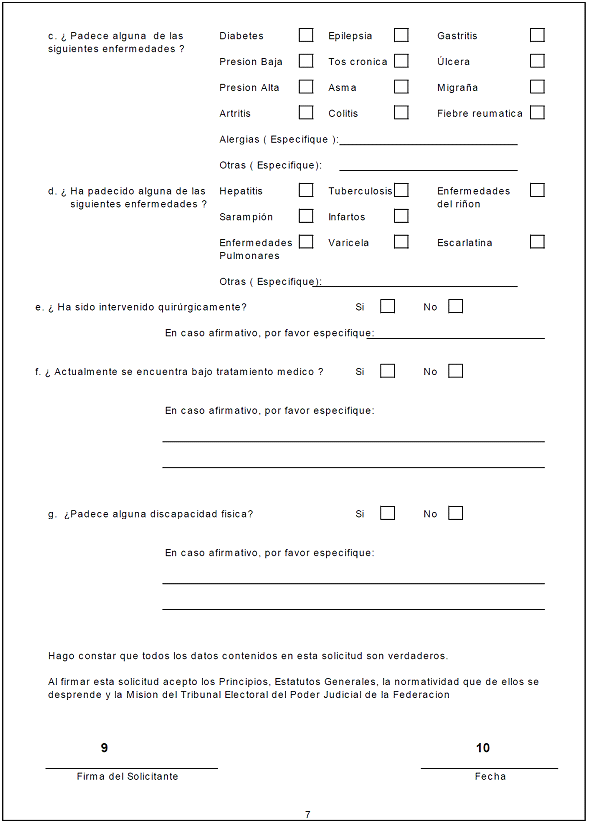 c. ¿ Padece alguna de las Diabetes Epilepsia Gastritis
siguientes enfermedades ?
Presion Baja Tos cronica Úlcera
Presion Alta Asma Migraña
Artritis Colitis Fiebre reumatica
Alergias ( Especifique ):
Otras ( Especifique):
d. ¿ Ha padecido alguna de las Hepatitis Tuberculosis Enfermedades
siguientes enfermedades ? del riñon
Sarampión Infartos
Enfermedades Varicela Escarlatina
Pulmonares
Otras ( Especifique):
e. ¿ Ha sido intervenido quirúrgicamente? Si No
En caso afirmativo, por favor especifique:
f. ¿ Actualmente se encuentra bajo tratamiento medico ? Si No
En caso afirmativo, por favor especifique:
g. ¿Padece alguna discapacidad fisica? Si No
En caso afirmativo, por favor especifique:
Hago constar que todos los datos contenidos en esta solicitud son verdaderos.
Al firmar esta solicitud acepto los Principios, Estatutos Generales, la normatividad que de ellos se
desprende y la Mision del Tribunal Electoral del Poder Judicial de la Federacion
9 10
Firma del Solicitante Fecha
7